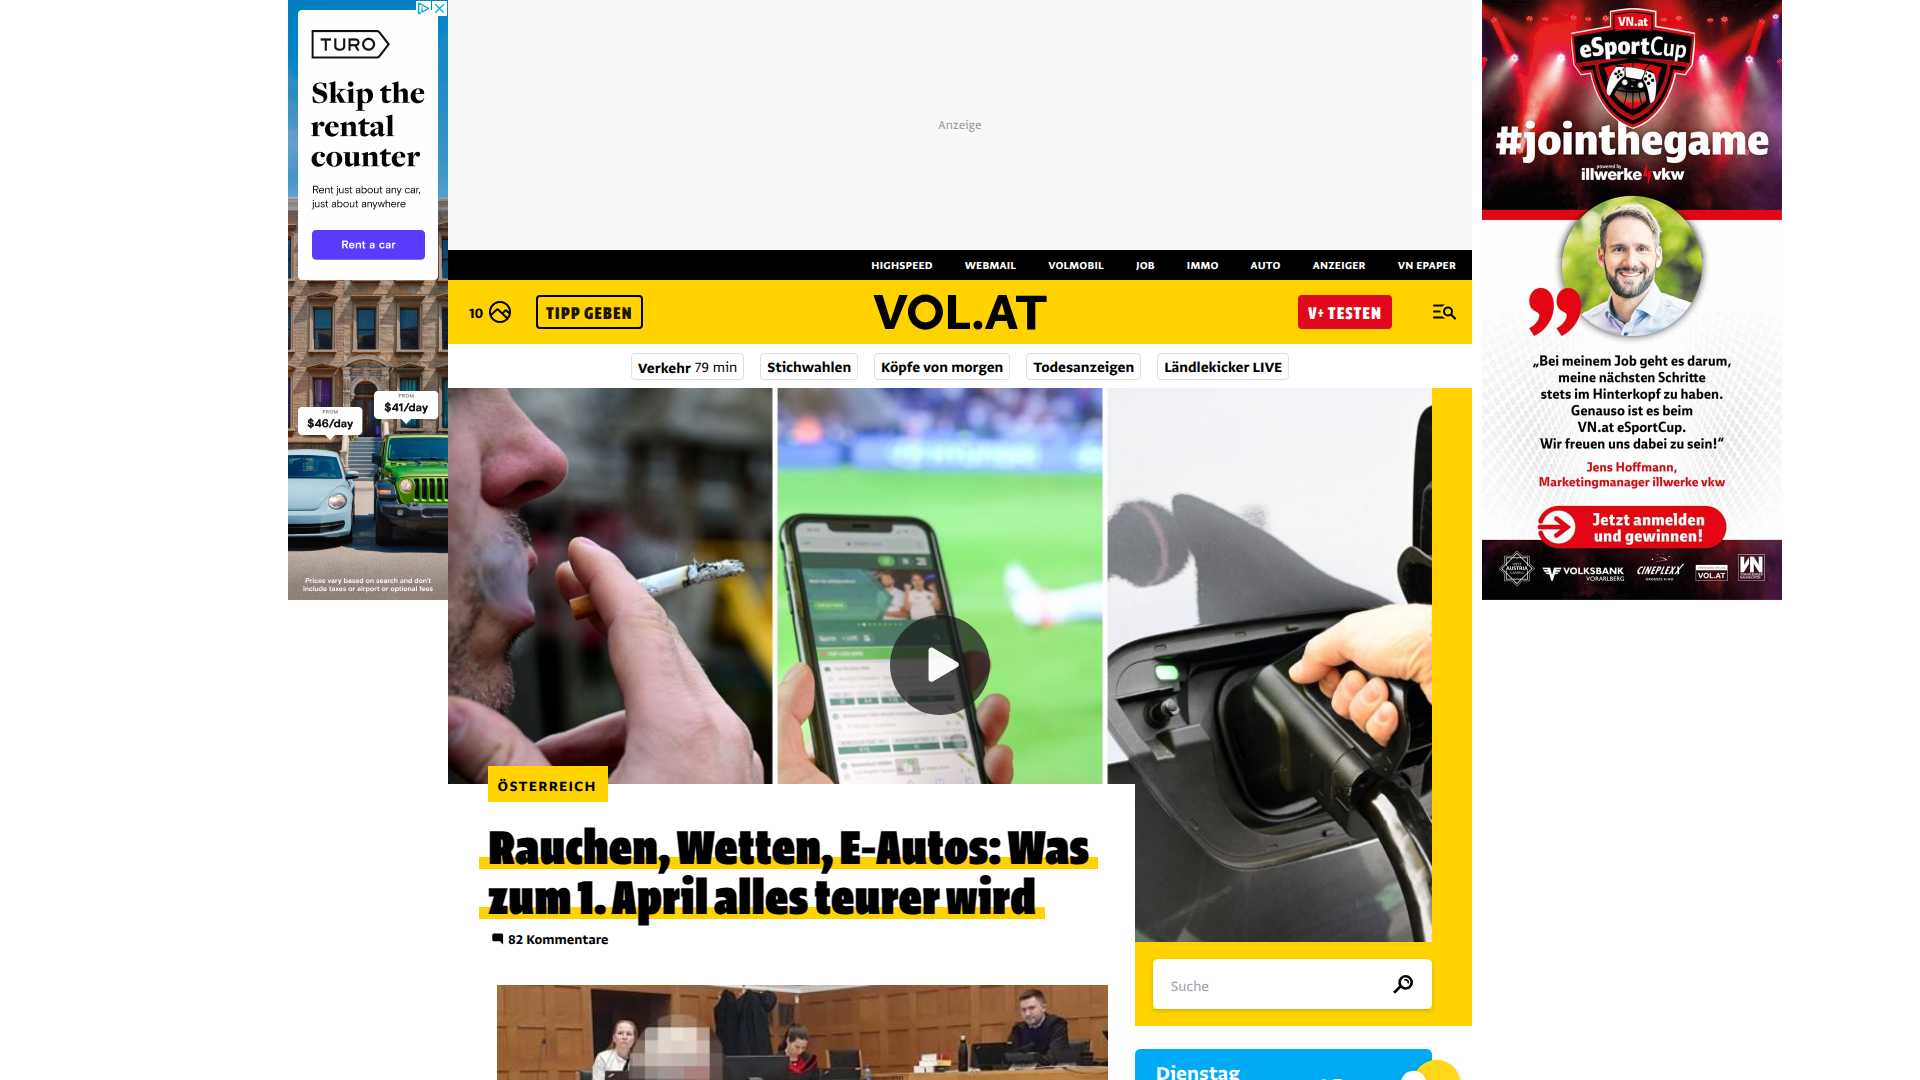 TURO
Skip the
rental
counter
Rent just about any car,
just about anywhere
Rent a car
FROM
$46/day
FROM
$41/day
Prices vary based on search and don't
include taxes or airport or optional fees
Anzeige
HIGHSPEED WEBMAIL VOLMOBIL JOB IMMO AUTO ANZEIGER VN EPAPER
10 TIPP GEBEN VOL.AT V+ TESTEN
Verkehr 79 min Stichwahlen Köpfe von morgen Todesanzeigen Ländlekicker LIVE
ÖSTERREICH
Rauchen, Wetten, E-Autos: Was
zum 1. April alles teurer wird
82 Kommentare
Suche
Dienstag
VN.at
eSportCup
#jointhegame
powered by
illwerke vkw
„Bei meinem Job geht es darum,
meine nächsten Schritte
stets im Hinterkopf zu haben.
Genauso ist es beim
VN.at eSportCup.
Wir freuen uns dabei zu sein!“
Jens Hoffmann,
Marketingmanager illwerke vkw
Jetzt anmelden
und gewinnen!
VOLKSBANK
VORARLBERG
CINEPLEXX
VOL.AT
VN